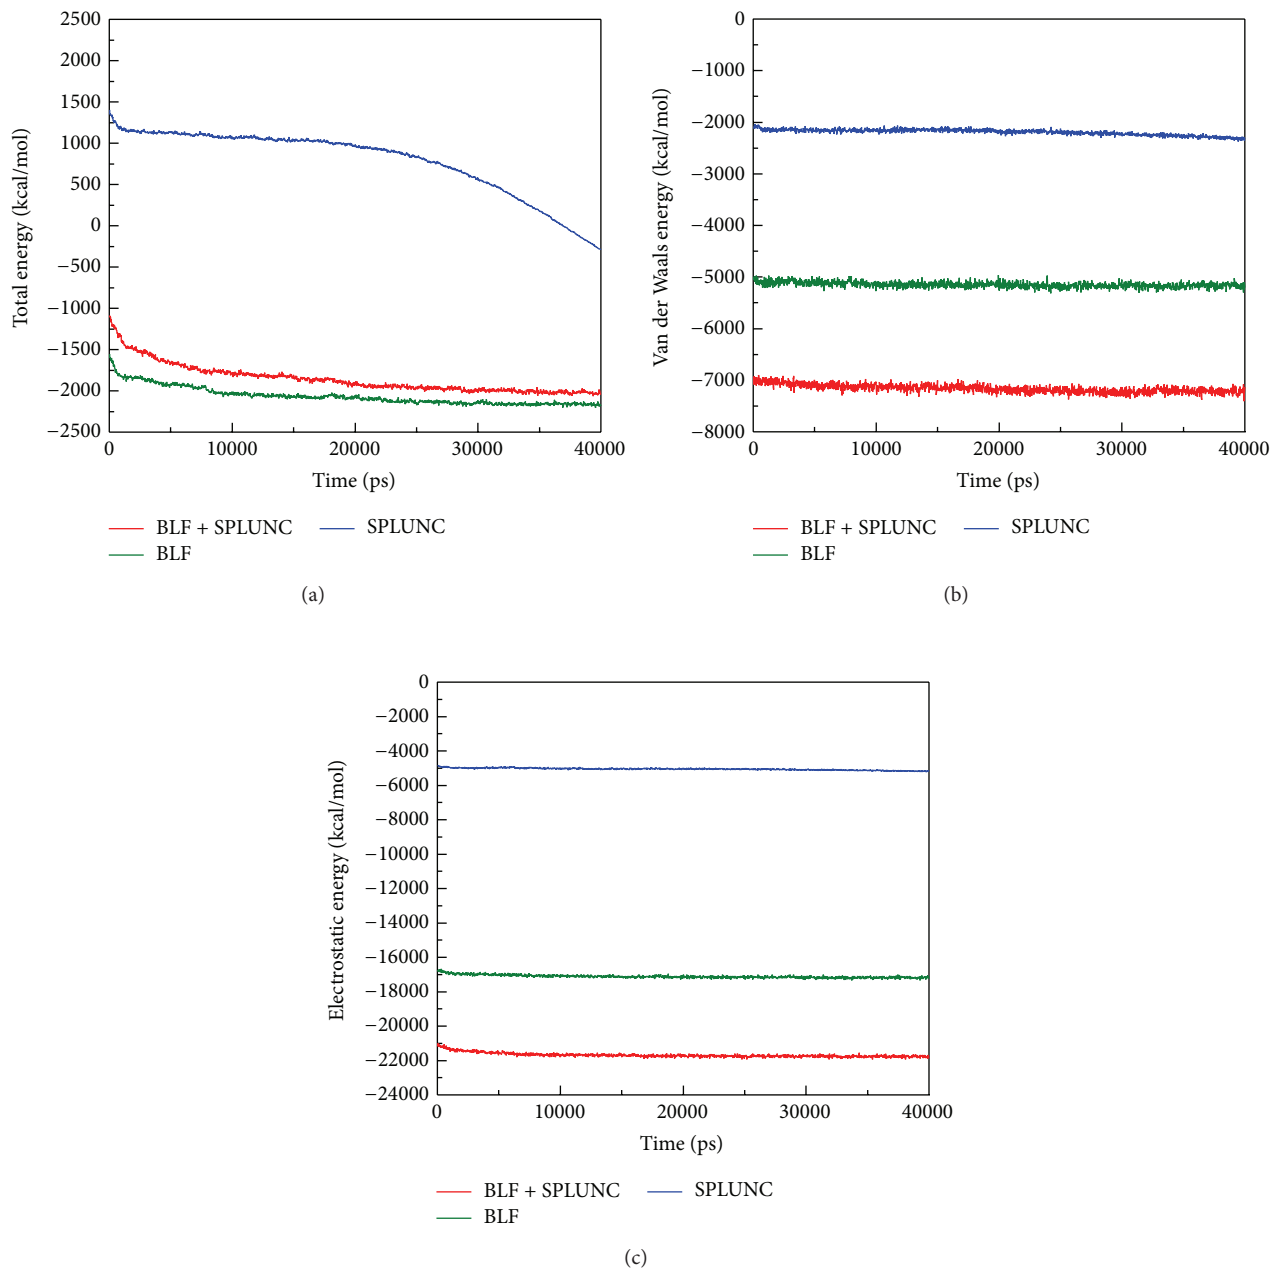 2500
2000
1500
1000
500
0
−500
−1000
−1500
−2000
−2500
Total energy (kcal/mol)
0 10000 20000 30000 40000
Time (ps)
BLF + SPLUNC SPLUNC
BLF
(a)
0
−1000
−2000
−3000
−4000
−5000
−6000
−7000
−8000
Van der Waals energy (kcal/mol)
0 10000 20000 30000 40000
Time (ps)
BLF + SPLUNC SPLUNC
BLF
(b)
0
−2000
−4000
−6000
−8000
−10000
−12000
−14000
−16000
−18000
−20000
−22000
−24000
Electrostatic energy (kcal/mol)
0 10000 20000 30000 40000
Time (ps)
BLF + SPLUNC SPLUNC
BLF
(c)